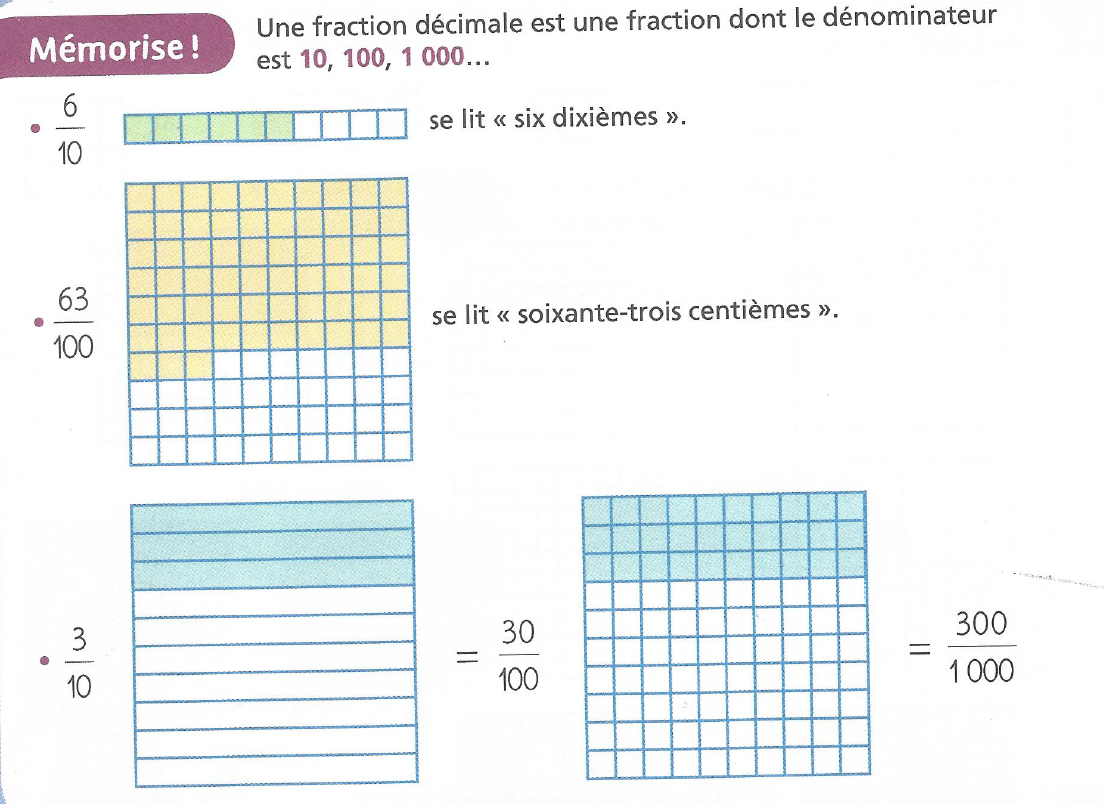 Mémorise !
Une fraction décimale est une fraction dont le dénominateur
est 10, 100, 1 000...
• 6/10 se lit « six dixièmes ».
• 63/100 se lit « soixante-trois centièmes ».
• 3/10 = 30/100 = 300/1 000